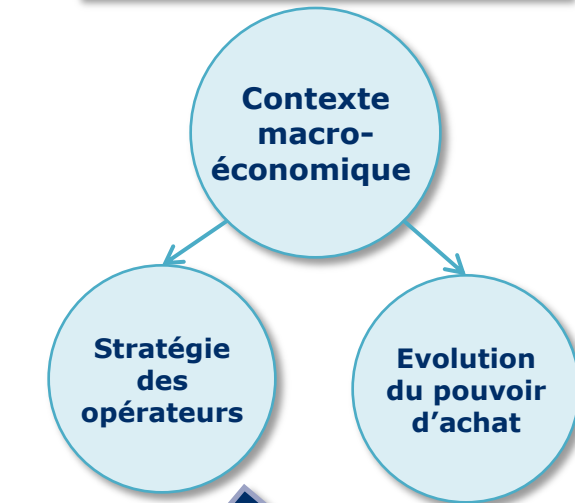 Contexte
macro-
économique
Stratégie
des
opérateurs
Evolution
du pouvoir
d’achat